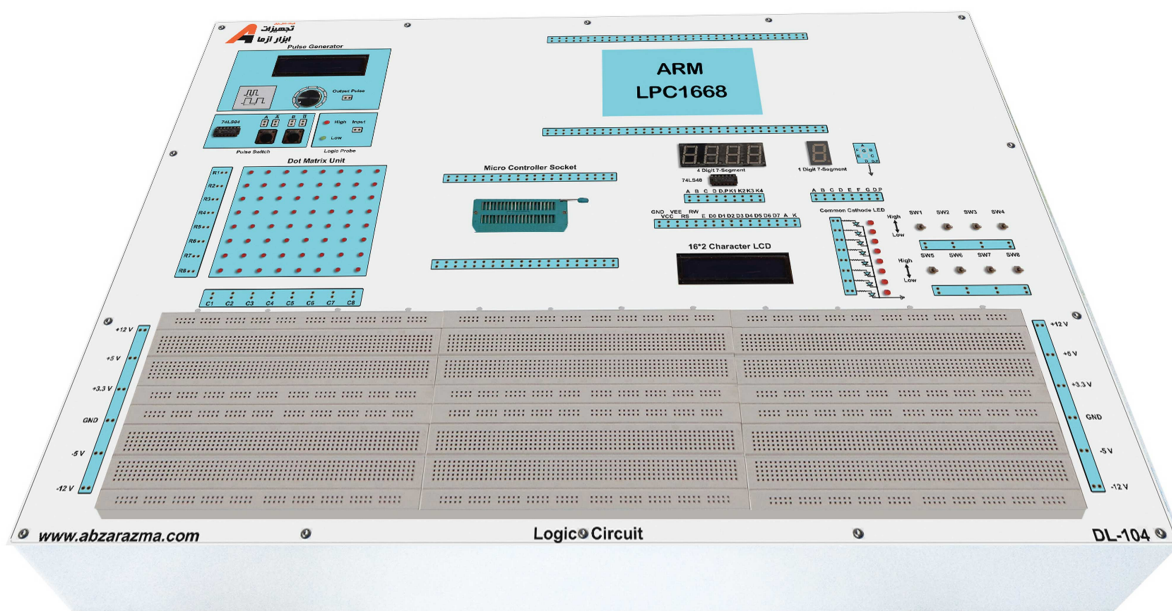 تجهیزات
ابزار آزما
Pulse Generator
Output Pulse
74LS04
A A B B
Pulse Switch
High Input
Low
Logic Probe
ARM
LPC1668
Dot Matrix Unit
R1
R2
R3
R4
R5
R6
R7
R8
C1 C2 C3 C4 C5 C6 C7 C8
Micro Controller Socket
4 Digit 7-Segment
1 Digit 7-Segment
74LS48
A B C D D.P K1 K2 K3 K4
A B C D E F G D.P
GND VEE RW
VCC RS E D0 D1 D2 D3 D4 D5 D6 D7 A K
16*2 Character LCD
Common Cathode LED
High
Low
SW1 SW2 SW3 SW4
High
Low
SW5 SW6 SW7 SW8
+12 V
+5 V
+3.3 V
GND
-5 V
-12 V
+12 V
+5 V
+3.3 V
GND
-5 V
-12 V
www.abzarazma.com
Logic Circuit
DL-104